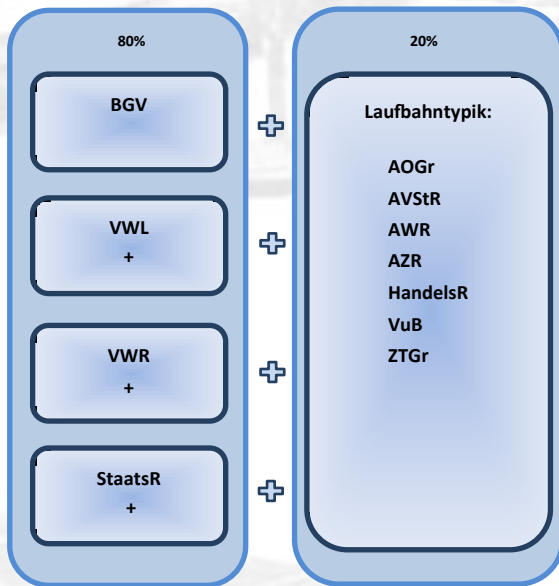 80%
BGV
VWL
+
VWR
+
StaatsR
+
20%
Laufbahntypik:
AOGr
AVStR
AWR
AZR
HandelsR
VuB
ZTGr